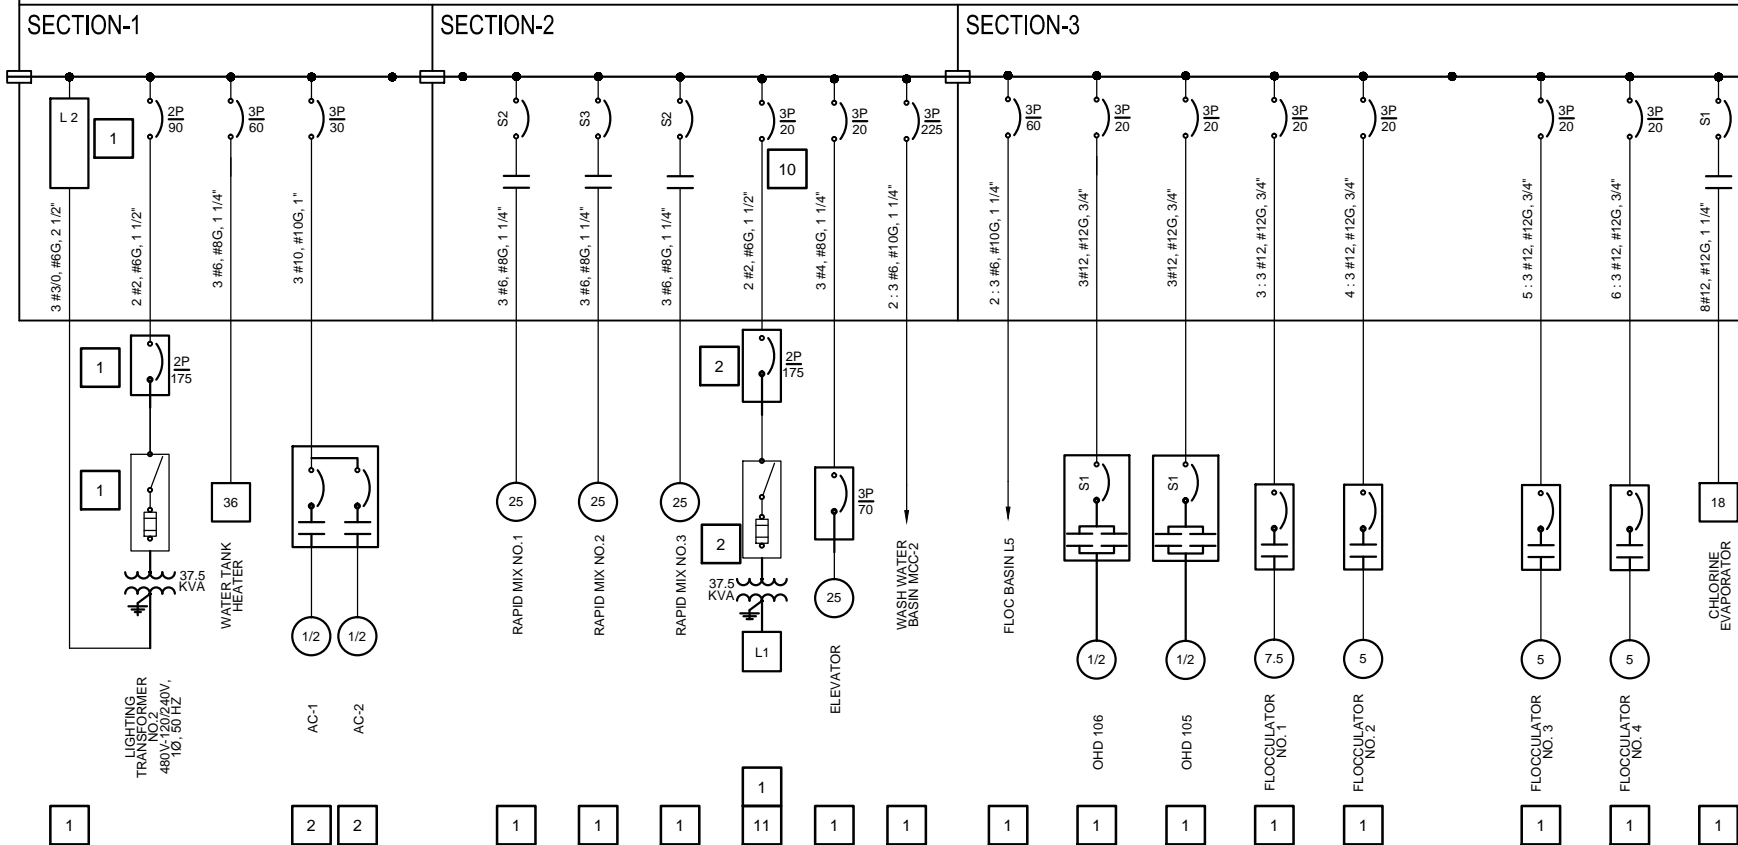 SECTION-1
SECTION-2
SECTION-3
L 2
1
2P
90
3P
60
3P
30
S2
S3
S2
3P
20
10
3P
20
3P
225
3P
60
3P
20
3P
20
3P
20
3P
20
3P
20
3P
20
S1
3 #3/0, #6G, 2 1/2"
2 #2, #6G, 1 1/2"
3 #6, #8G, 1 1/4"
3 #10, #10G, 1"
3 #6, #8G, 1 1/4"
3 #6, #8G, 1 1/4"
3 #6, #8G, 1 1/4"
2 #2, #6G, 1 1/2"
3 #4, #8G, 1 1/4"
2 : 3 #6, #10G, 1 1/4"
2 : 3 #6, #10G, 1 1/4"
3#12, #12G, 3/4"
3#12, #12G, 3/4"
3 : 3 #12, #12G, 3/4"
4 : 3 #12, #12G, 3/4"
5 : 3 #12, #12G, 3/4"
6 : 3 #12, #12G, 3/4"
8#12, #12G, 1 1/4"
1
2P
175
2
2P
175
1
36
25
25
25
2
3P
70
S1
S1
18
37.5
KVA
37.5
KVA
25
L1
1/2
1/2
1/2
1/2
7.5
5
5
5
LIGHTING
TRANSFORMER
NO.2
480V-120/240V,
1Ø, 50 HZ
WATER TANK
HEATER
AC-1
AC-2
RAPID MIX NO.1
RAPID MIX NO.2
RAPID MIX NO.3
ELEVATOR
WASH WATER
BASIN MCC-2
FLOC BASIN L5
OHD 106
OHD 105
FLOCCULATOR
NO. 1
FLOCCULATOR
NO. 2
FLOCCULATOR
NO. 3
FLOCCULATOR
NO. 4
CHLORINE
EVAPORATOR
1
1
2
2
1
1
1
11
1
1
1
1
1
1
1
1
1
1